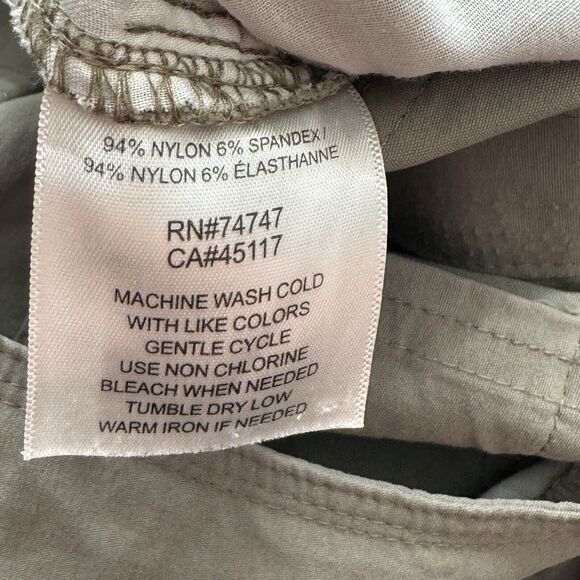 94% NYLON 6% SPANDEX/
94% NYLON 6% ÉLASTHANNE
RN#74747
CA#45117
MACHINE WASH COLD
WITH LIKE COLORS
GENTLE CYCLE
USE NON CHLORINE
BLEACH WHEN NEEDED
TUMBLE DRY LOW
WARM IRON IF NEEDED